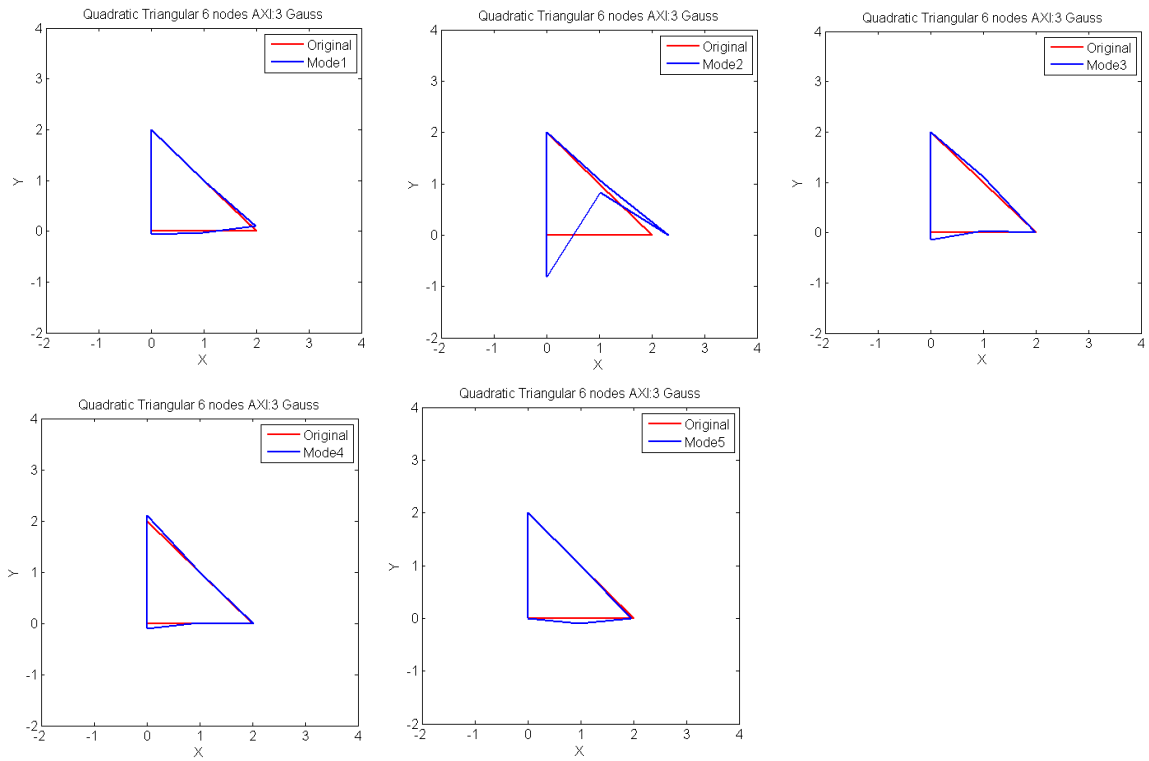 Quadratic Triangular 6 nodes AXI:3 Gauss
Original
Mode1
4
3
2
1
0
-1
-2
Y
-2
-1
0
1
2
3
4
X
Quadratic Triangular 6 nodes AXI:3 Gauss
Original
Mode2
4
3
2
1
0
-1
-2
Y
-2
-1
0
1
2
3
4
X
Quadratic Triangular 6 nodes AXI:3 Gauss
Original
Mode3
4
3
2
1
0
-1
-2
Y
-2
-1
0
1
2
3
4
X
Quadratic Triangular 6 nodes AXI:3 Gauss
Original
Mode4
4
3
2
1
0
-1
-2
Y
-2
-1
0
1
2
3
4
X
Quadratic Triangular 6 nodes AXI:3 Gauss
Original
Mode5
4
3
2
1
0
-1
-2
Y
-2
-1
0
1
2
3
4
X